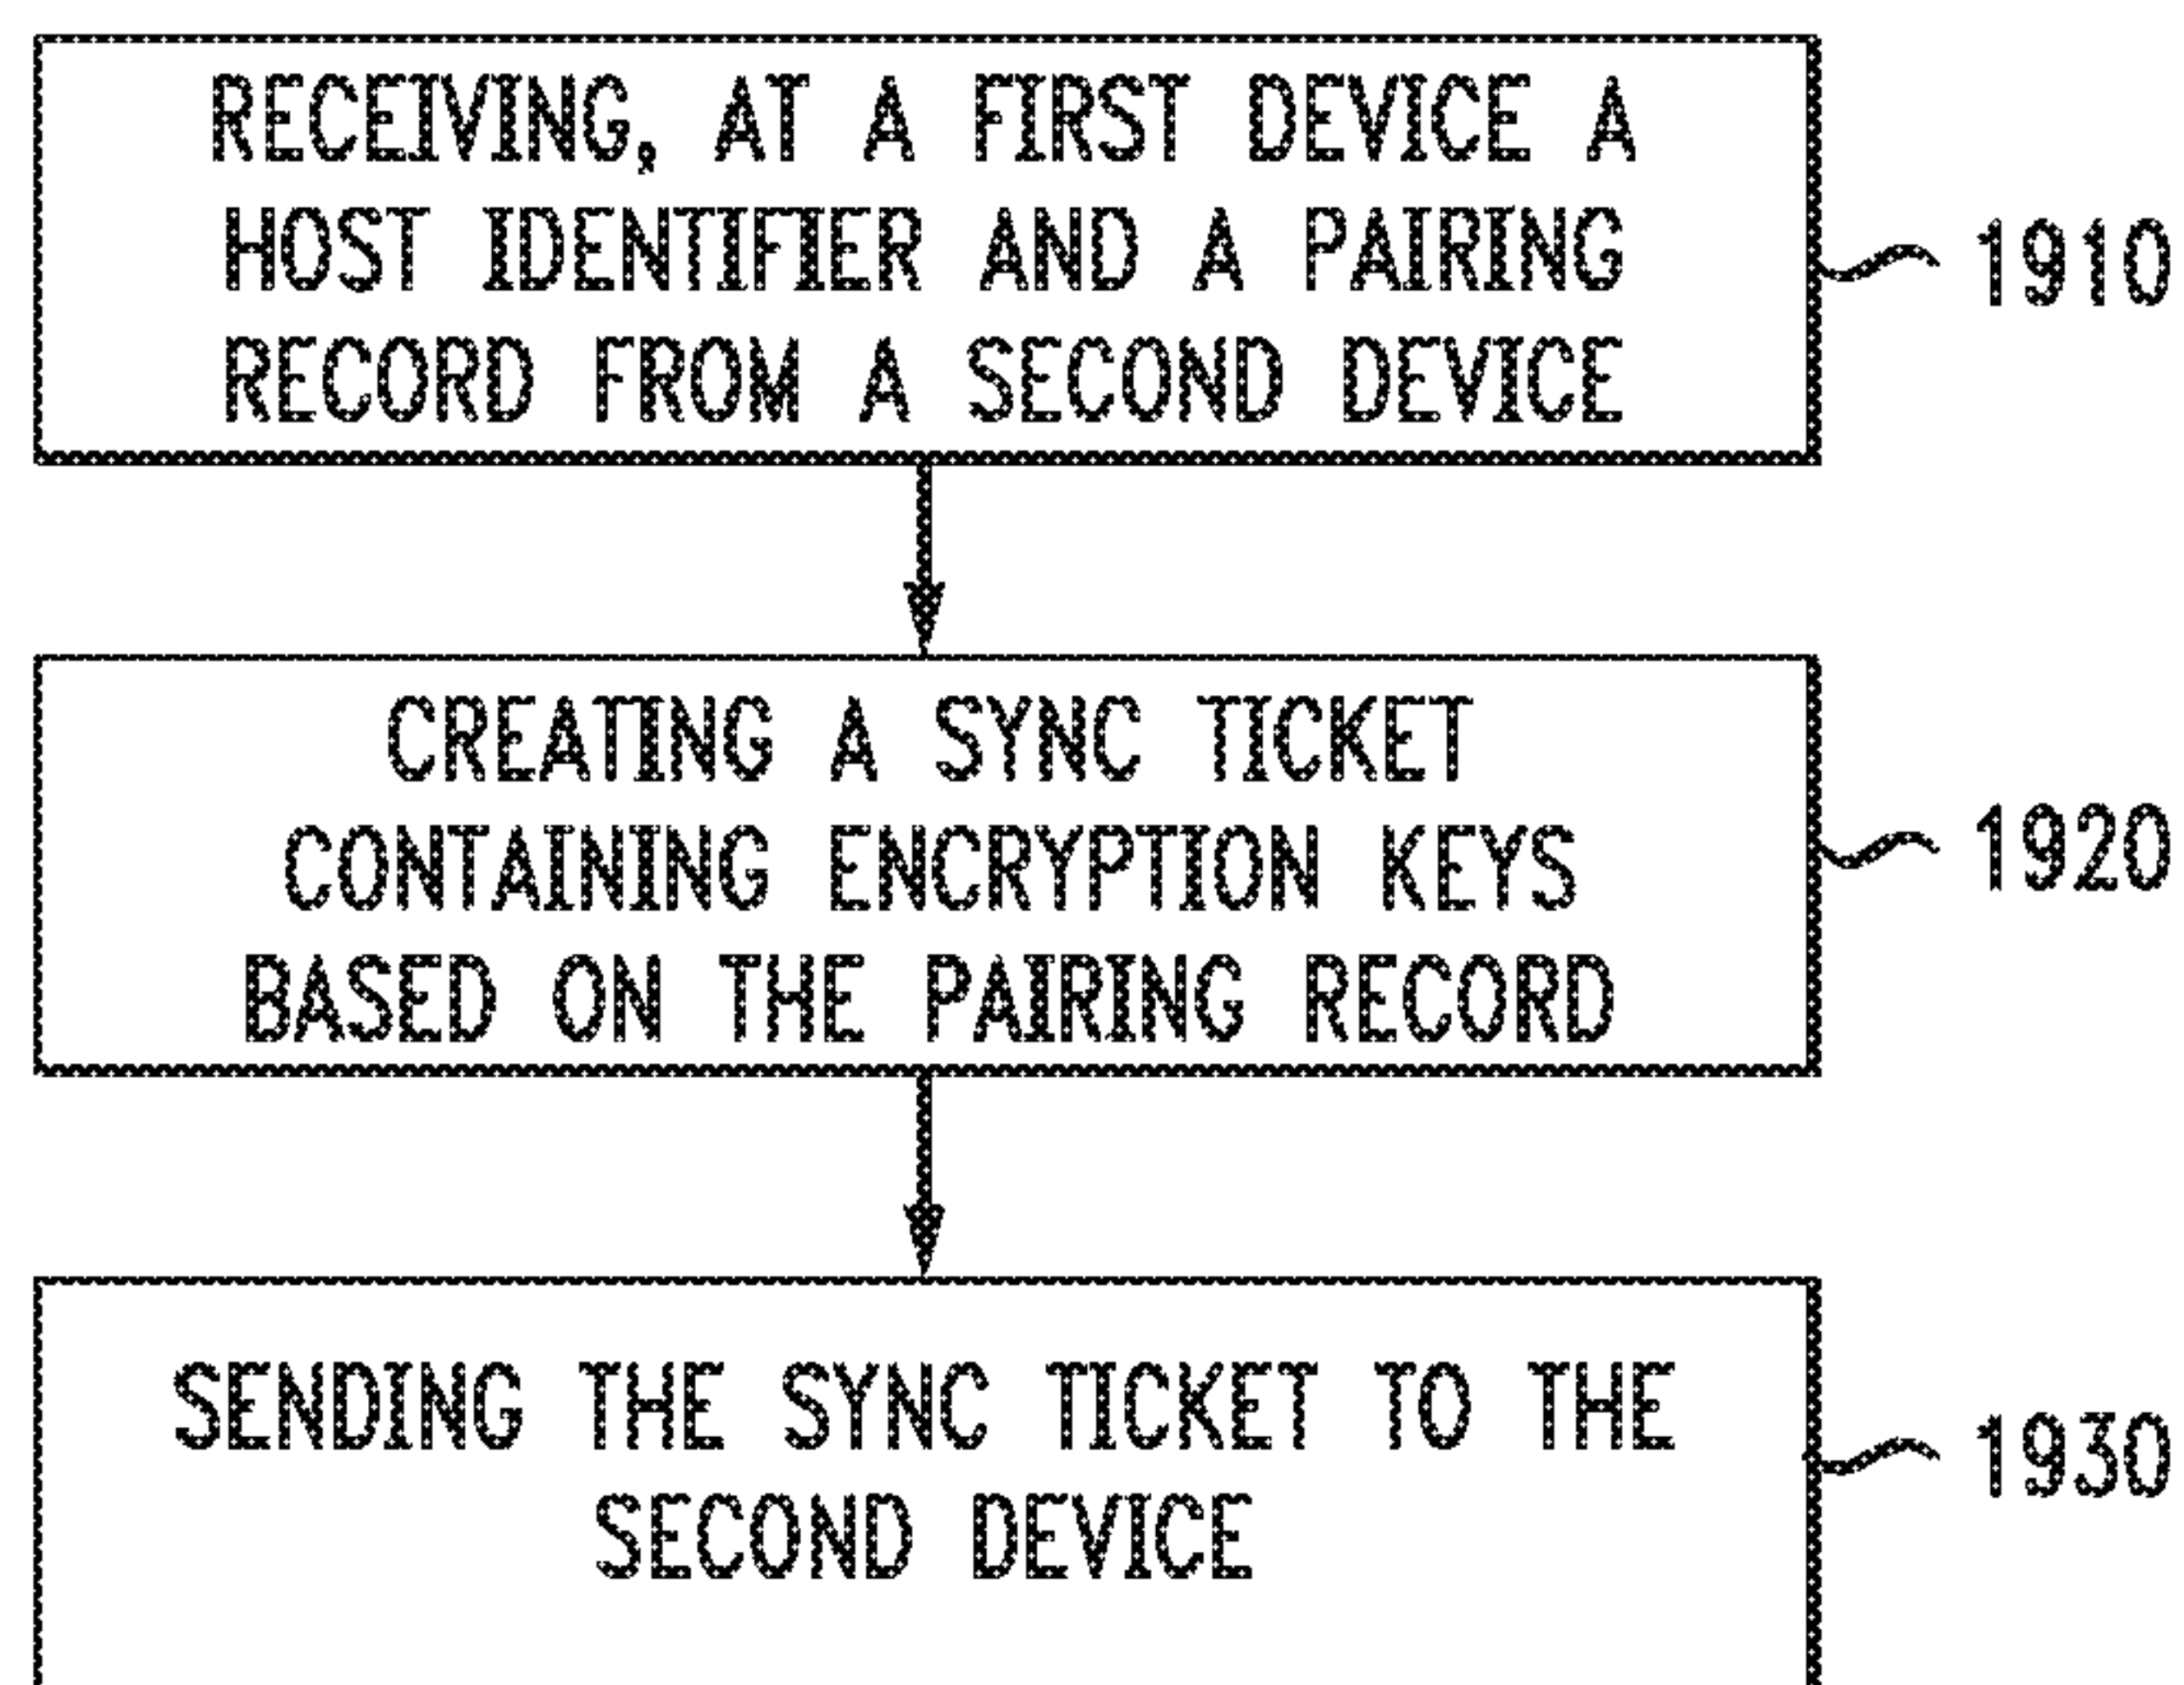 RECEIVING, AT A FIRST DEVICE A
HOST IDENTIFIER AND A PAIRING
RECORD FROM A SECOND DEVICE
1910
CREATING A SYNC TICKET
CONTAINING ENCRYPTION KEYS
BASED ON THE PAIRING RECORD
1920
SENDING THE SYNC TICKET TO THE
SECOND DEVICE
1930